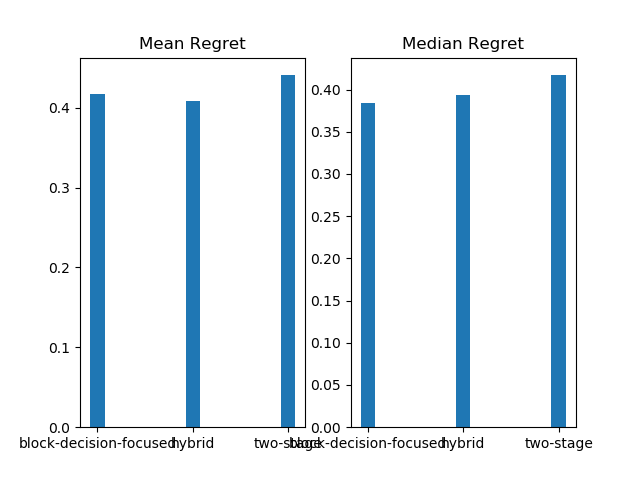 Mean Regret
0.4
0.3
0.2
0.1
0.0
block-decision-focused
hybrid
two-stage
Median Regret
0.40
0.35
0.30
0.25
0.20
0.15
0.10
0.05
0.00
block-decision-focused
hybrid
two-stage